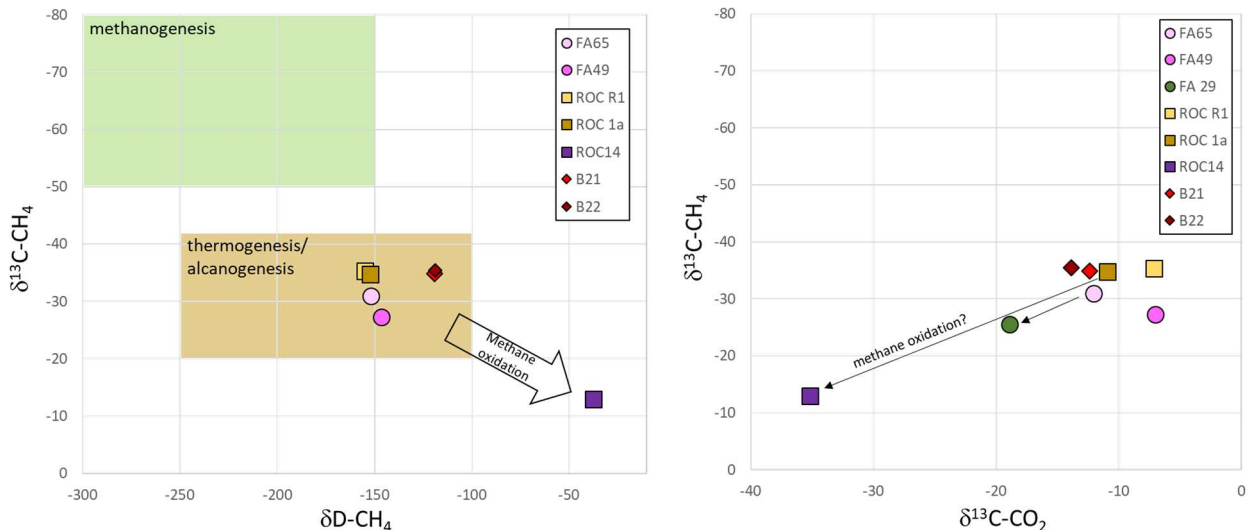 -80
-70
-60
-50
-40
-30
-20
-10
0
-300
-250
-200
-150
-100
-50
δ¹³C-CH₄
δD-CH₄
methanogenesis
thermogenesis/
alcanogenesis
Methane
oxidation
FA65
FA49
ROC R1
ROC 1a
ROC14
B21
B22
-80
-70
-60
-50
-40
-30
-20
-10
0
-40
-30
-20
-10
0
δ¹³C-CH₄
δ¹³C-CO₂
methane oxidation?
FA65
FA49
FA 29
ROC R1
ROC 1a
ROC14
B21
B22